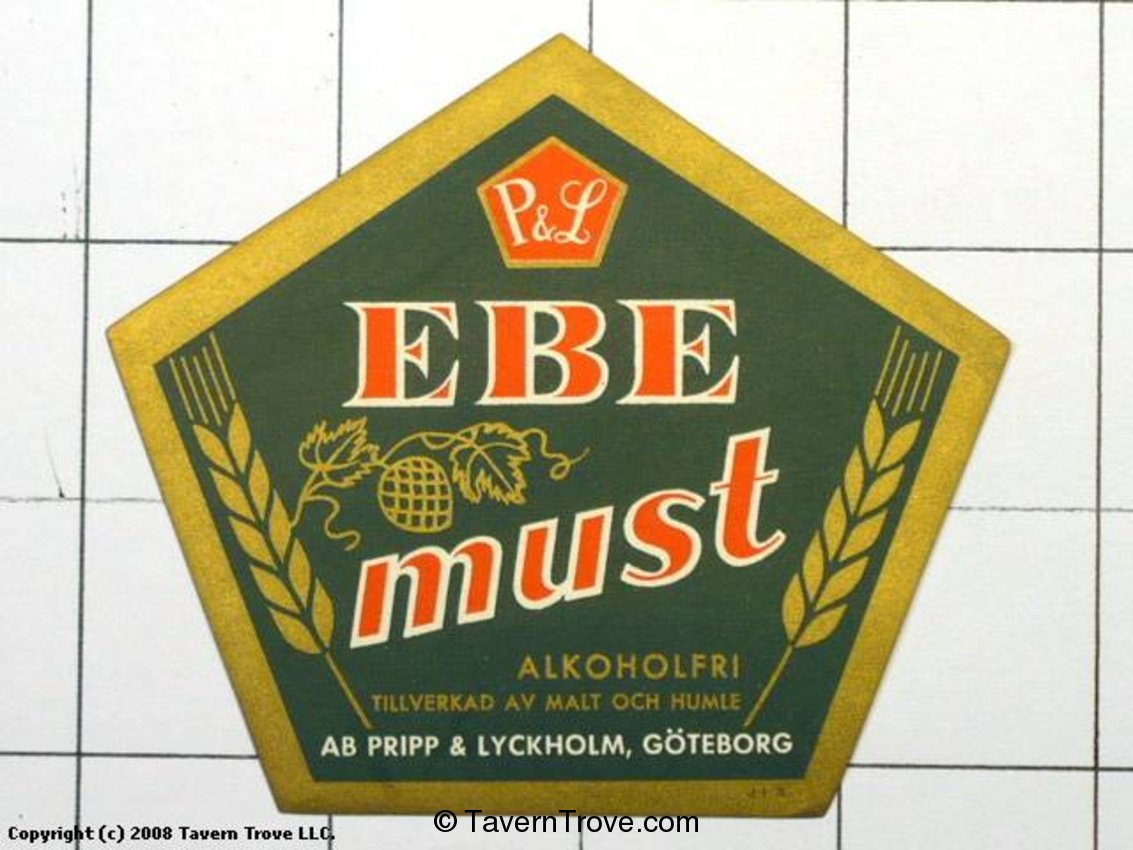 P&L
EBE
must
ALKOHOLFRI
TILLVERKAD AV MALT OCH HUMLE
AB PRIPP & LYCKHOLM, GÖTEBORG
© TavernTrove.com
Copyright (c) 2008 Tavern Trove LLC.